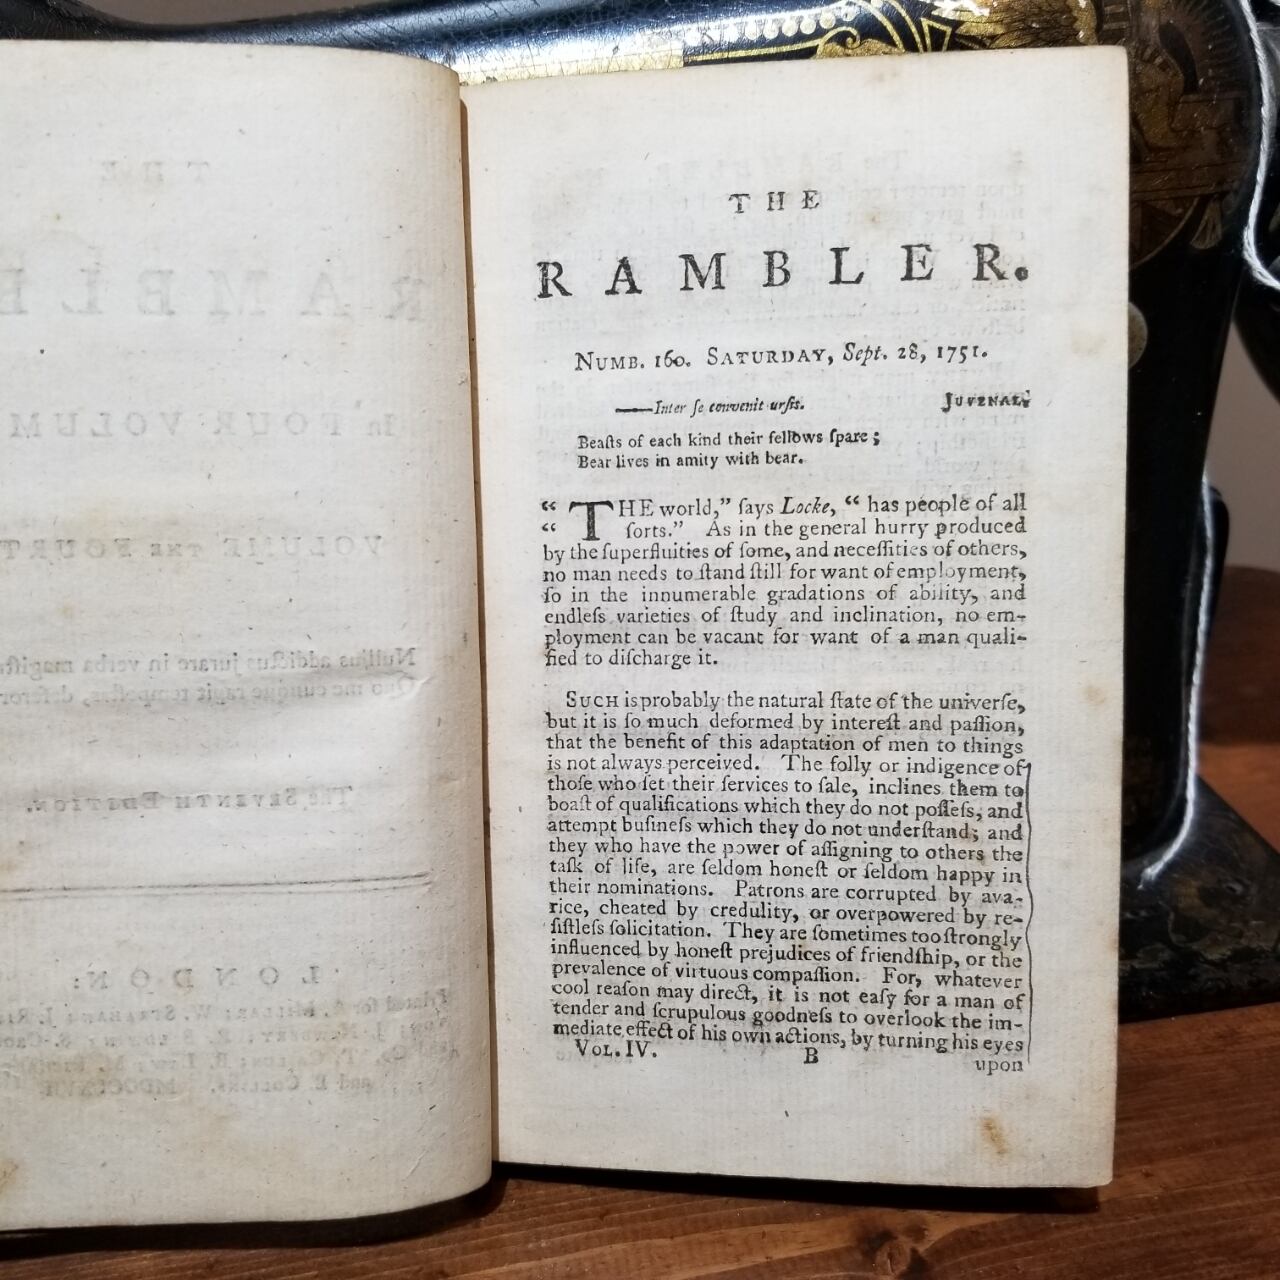 THE
RAMBLER.
NUMB. 160. SATURDAY, Sept. 28, 1751.
——Inter ſe convenit urſis. JUVENAL.
Beaſts of each kind their fellows ſpare;
Bear lives in amity with bear.
“ THE world,” ſays Locke, “ has people of all
“ ſorts.” As in the general hurry produced
by the ſuperfluities of ſome, and neceſſities of others,
no man needs to ſtand ſtill for want of employment,
ſo in the innumerable gradations of ability, and
endleſs varieties of ſtudy and inclination, no em-
ployment can be vacant for want of a man quali-
fied to diſcharge it.
SUCH is probably the natural ſtate of the univerſe,
but it is ſo much deformed by intereſt and paſſion,
that the benefit of this adaptation of men to things
is not always perceived. The folly or indigence of
thoſe who ſet their ſervices to ſale, inclines them to
boaſt of qualifications which they do not poſſeſs, and
attempt buſineſs which they do not underſtand; and
they who have the power of aſſigning to others the
taſk of life, are ſeldom honeſt or ſeldom happy in
their nominations. Patrons are corrupted by ava-
rice, cheated by credulity, or overpowered by re-
ſiſtleſs ſolicitation. They are ſometimes too ſtrongly
influenced by honeſt prejudices of friendſhip, or the
prevalence of virtuous compaſſion. For, whatever
cool reaſon may direct, it is not eaſy for a man of
tender and ſcrupulous goodneſs to overlook the im-
mediate effect of his own actions, by turning his eyes
VOL. IV. B upon